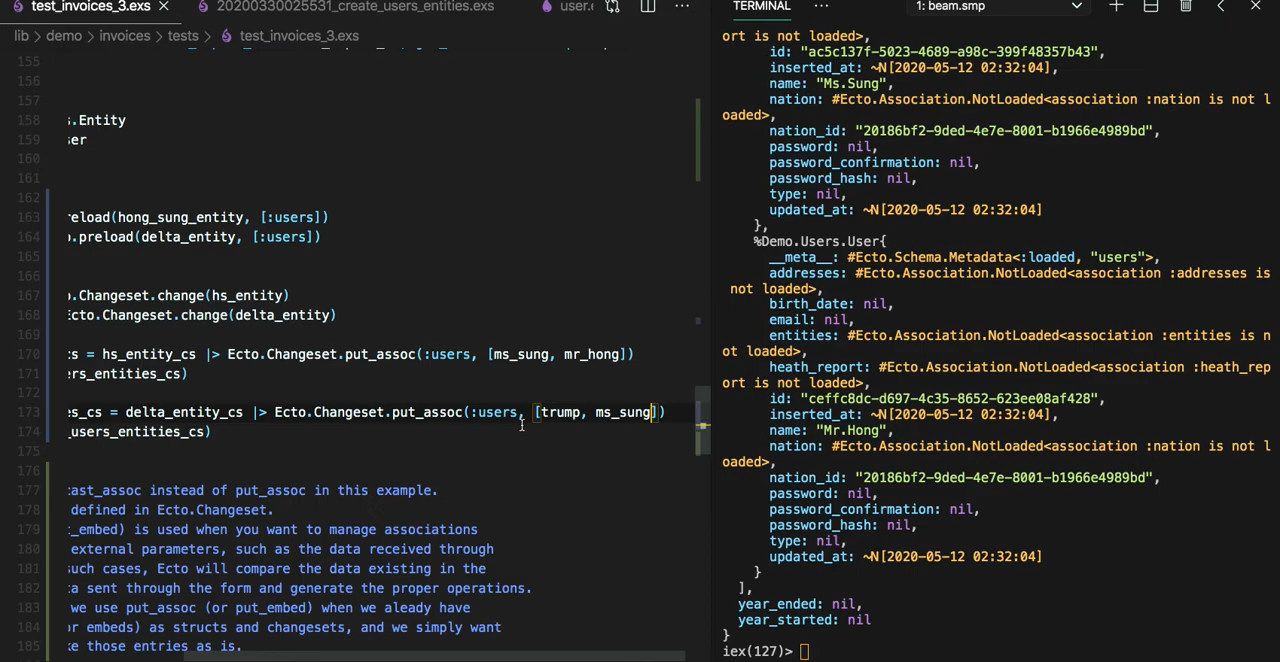 test_invoices_3.exs
20200330025531_create_users_entities.exs
user.e
lib > demo > invoices > tests > test_invoices_3.exs
155
156
157
158 s.Entity
159 ser
160
161
162
163 reload(hong_sung_entity, [:users])
164 o.preload(delta_entity, [:users])
165
166
167 o.Changeset.change(hs_entity)
168 Ecto.Changeset.change(delta_entity)
169
170 cs = hs_entity_cs |> Ecto.Changeset.put_assoc(:users, [ms_sung, mr_hong])
171 ers_entities_cs)
172
173 es_cs = delta_entity_cs |> Ecto.Changeset.put_assoc(:users, [trump, ms_sung])
174 _users_entities_cs)
175
176
177 cast_assoc instead of put_assoc in this example.
178 defined in Ecto.Changeset.
179 t_embed) is used when you want to manage associations
180 external parameters, such as the data received through
181 such cases, Ecto will compare the data existing in the
182 ta sent through the form and generate the proper operations.
183 we use put_assoc (or put_embed) when we aleady have
184 or embeds) as structs and changesets, and we simply want
185 ke those entries as is.
TERMINAL ... 1: beam.smp
ort is not loaded>,
id: "ac5c137f-5023-4689-a98c-399f48357b43",
inserted_at: ~N[2020-05-12 02:32:04],
name: "Ms.Sung",
nation: #Ecto.Association.NotLoaded<association :nation is not l
oaded>,
nation_id: "20186bf2-9ded-4e7e-8001-b1966e4989bd",
password: nil,
password_confirmation: nil,
password_hash: nil,
type: nil,
updated_at: ~N[2020-05-12 02:32:04]
},
%Demo.Users.User{
__meta__: #Ecto.Schema.Metadata<:loaded, "users">,
addresses: #Ecto.Association.NotLoaded<association :addresses is
not loaded>,
birth_date: nil,
email: nil,
entities: #Ecto.Association.NotLoaded<association :entities is n
ot loaded>,
heath_report: #Ecto.Association.NotLoaded<association :heath_rep
ort is not loaded>,
id: "ceffc8dc-d697-4c35-8652-623ee08af428",
inserted_at: ~N[2020-05-12 02:32:04],
name: "Mr.Hong",
nation: #Ecto.Association.NotLoaded<association :nation is not l
oaded>,
nation_id: "20186bf2-9ded-4e7e-8001-b1966e4989bd",
password: nil,
password_confirmation: nil,
password_hash: nil,
type: nil,
updated_at: ~N[2020-05-12 02:32:04]
}
],
year_ended: nil,
year_started: nil
}
iex(127)>